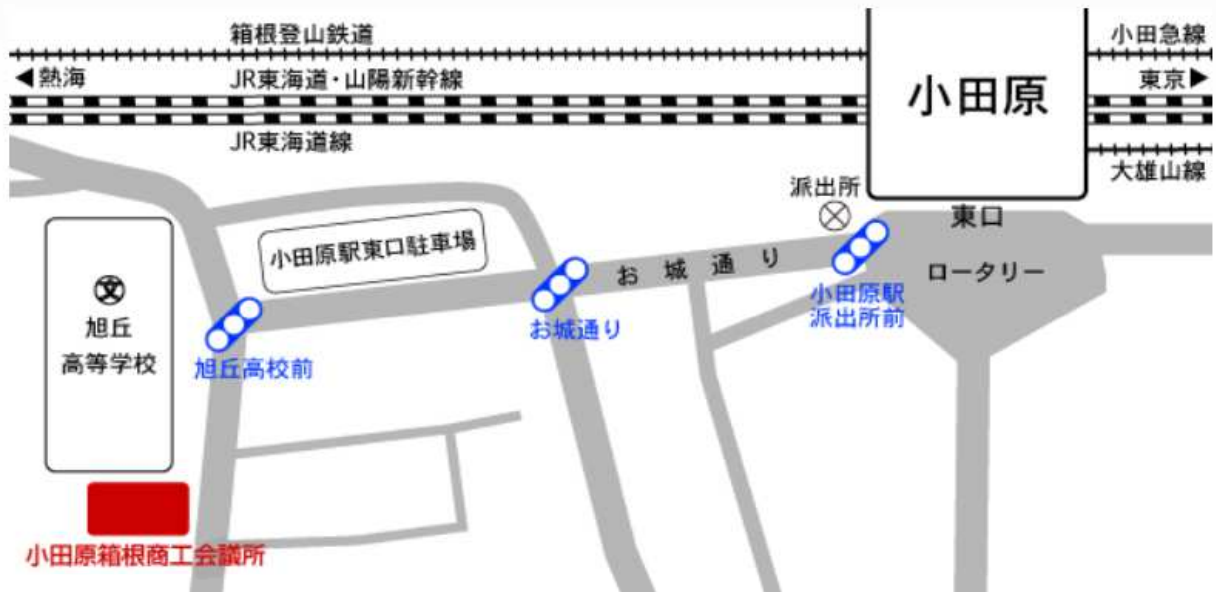 箱根登山鉄道
小田急線
◀熱海
JR東海道・山陽新幹線
小田原
東京▶
JR東海道線
大雄山線
派出所
東口
小田原駅東口駐車場
お城通り
ロータリー
文
旭丘
高等学校
お城通り
小田原駅
派出所前
旭丘高校前
小田原箱根商工会議所